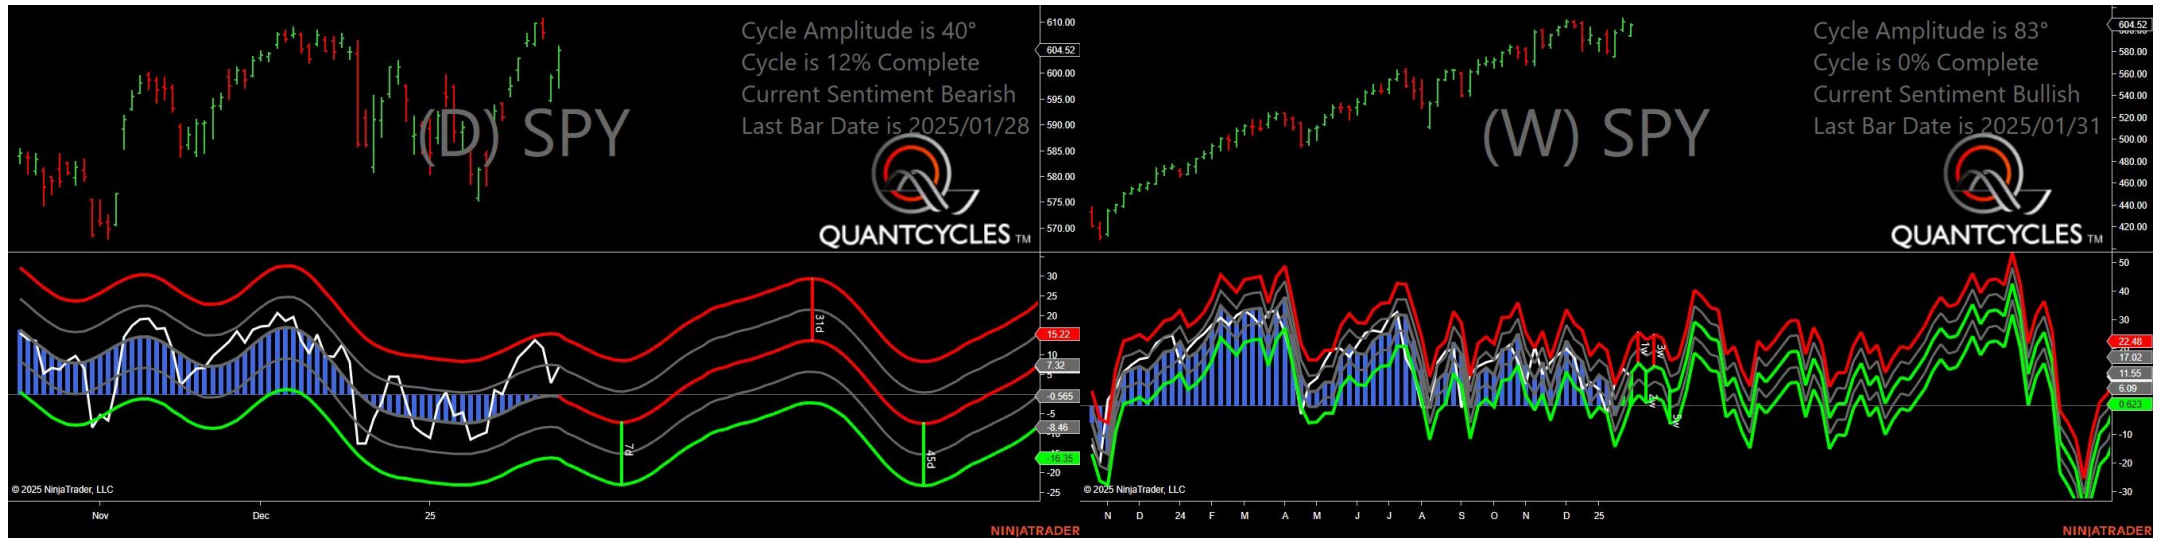 Cycle Amplitude is 40°
Cycle is 12% Complete
Current Sentiment Bearish
Last Bar Date is 2025/01/28
(D) SPY
QUANTCYCLES TM
610.00
604.52
600.00
595.00
590.00
585.00
580.00
575.00
570.00
30
25
20
15.22
10
7.32
5
-0.565
-5
-8.46
-16.35
-20
-25
31d
7d
45d
© 2025 NinjaTrader, LLC
Nov
Dec
25
NINJATRADER
Cycle Amplitude is 83°
Cycle is 0% Complete
Current Sentiment Bullish
Last Bar Date is 2025/01/31
(W) SPY
QUANTCYCLES TM
604.52
580.00
560.00
540.00
520.00
500.00
480.00
460.00
440.00
420.00
50
40
30
22.48
17.02
11.55
6.09
0.623
-10
-20
-30
1w
3w
2w
5w
© 2025 NinjaTrader, LLC
N D 24 F M A M J J A S O N D 25
NINJATRADER